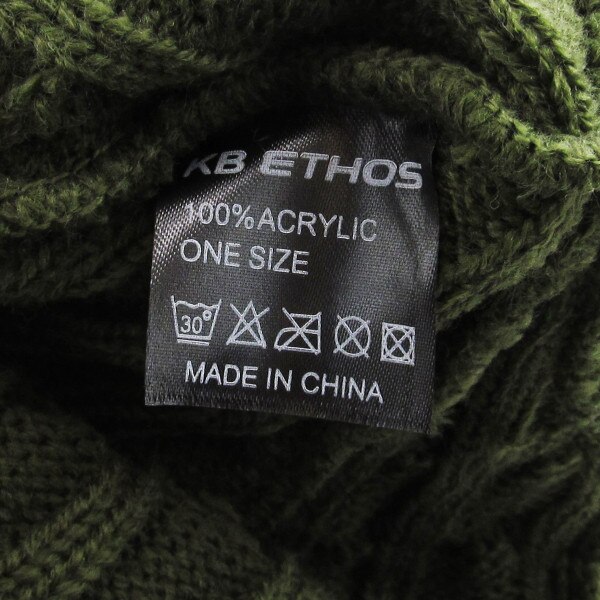 KB ETHOS
100% ACRYLIC
ONE SIZE
30°
MADE IN CHINA